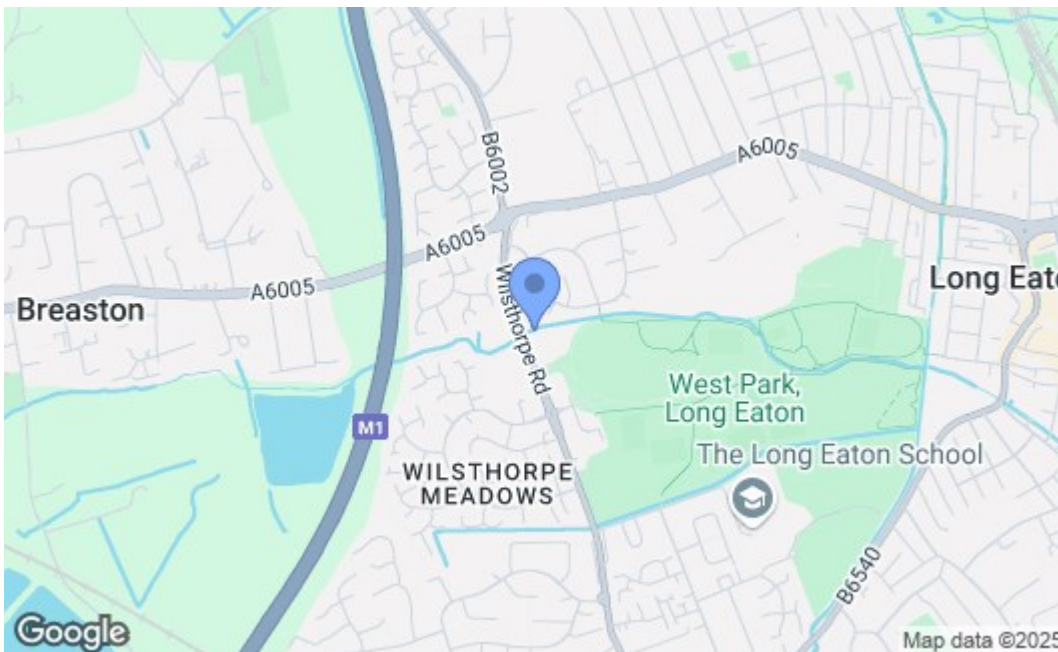 B6002
A6005
A6005
A6005
Wilsthorpe Rd
Breaston
Long Eato
West Park,
Long Eaton
The Long Eaton School
M1
WILSTHORPE
MEADOWS
B6540
Google
Map data ©2025